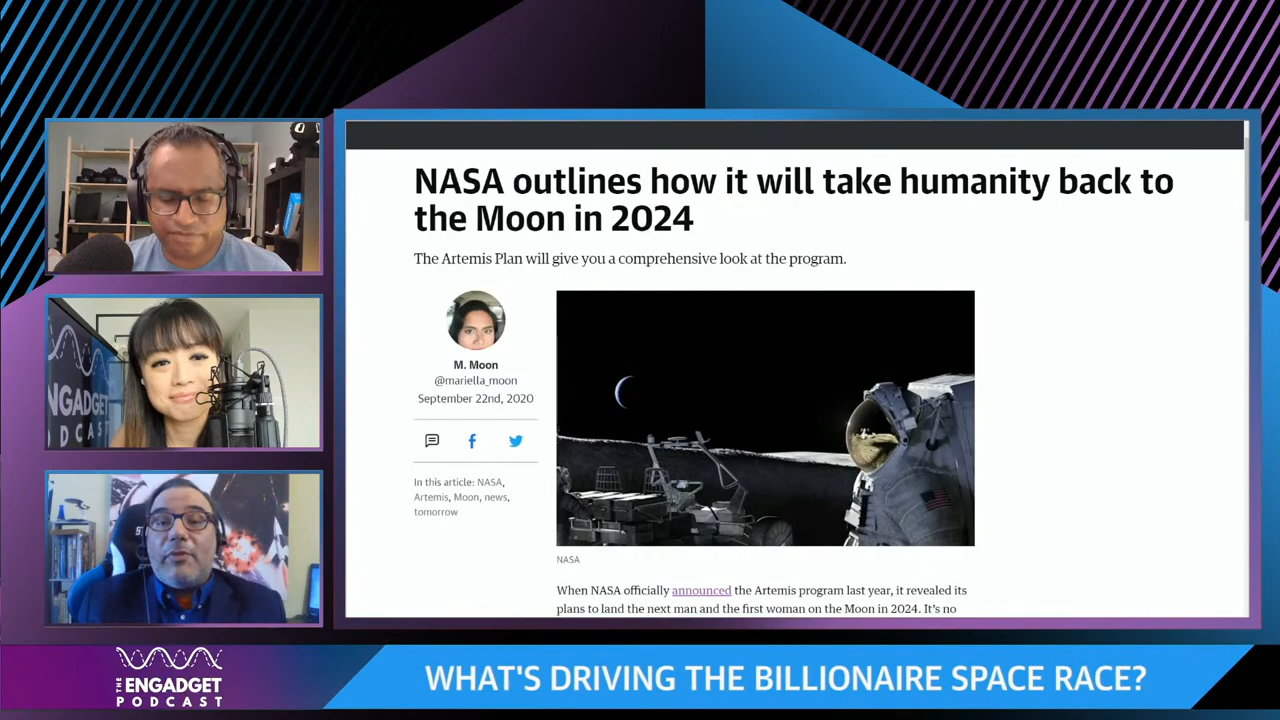 NASA outlines how it will take humanity back to
the Moon in 2024
The Artemis Plan will give you a comprehensive look at the program.
M. Moon
@mariella_moon
September 22nd, 2020
In this article: NASA,
Artemis, Moon, news,
tomorrow
NASA
When NASA officially announced the Artemis program last year, it revealed its
plans to land the next man and the first woman on the Moon in 2024. It's no
NGADGET
PODCAST
THE
ENGADGET
PODCAST
WHAT'S DRIVING THE BILLIONAIRE SPACE RACE?